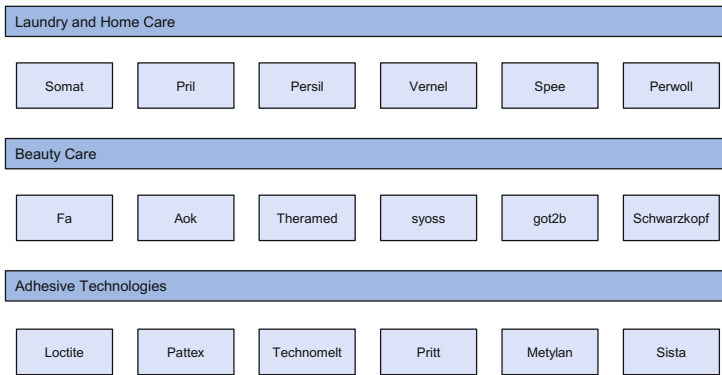 Laundry and Home Care
Somat Pril Persil Vernel Spee Perwoll
Beauty Care
Fa Aok Theramed syoss got2b Schwarzkopf
Adhesive Technologies
Loctite Pattex Technomelt Pritt Metylan Sista